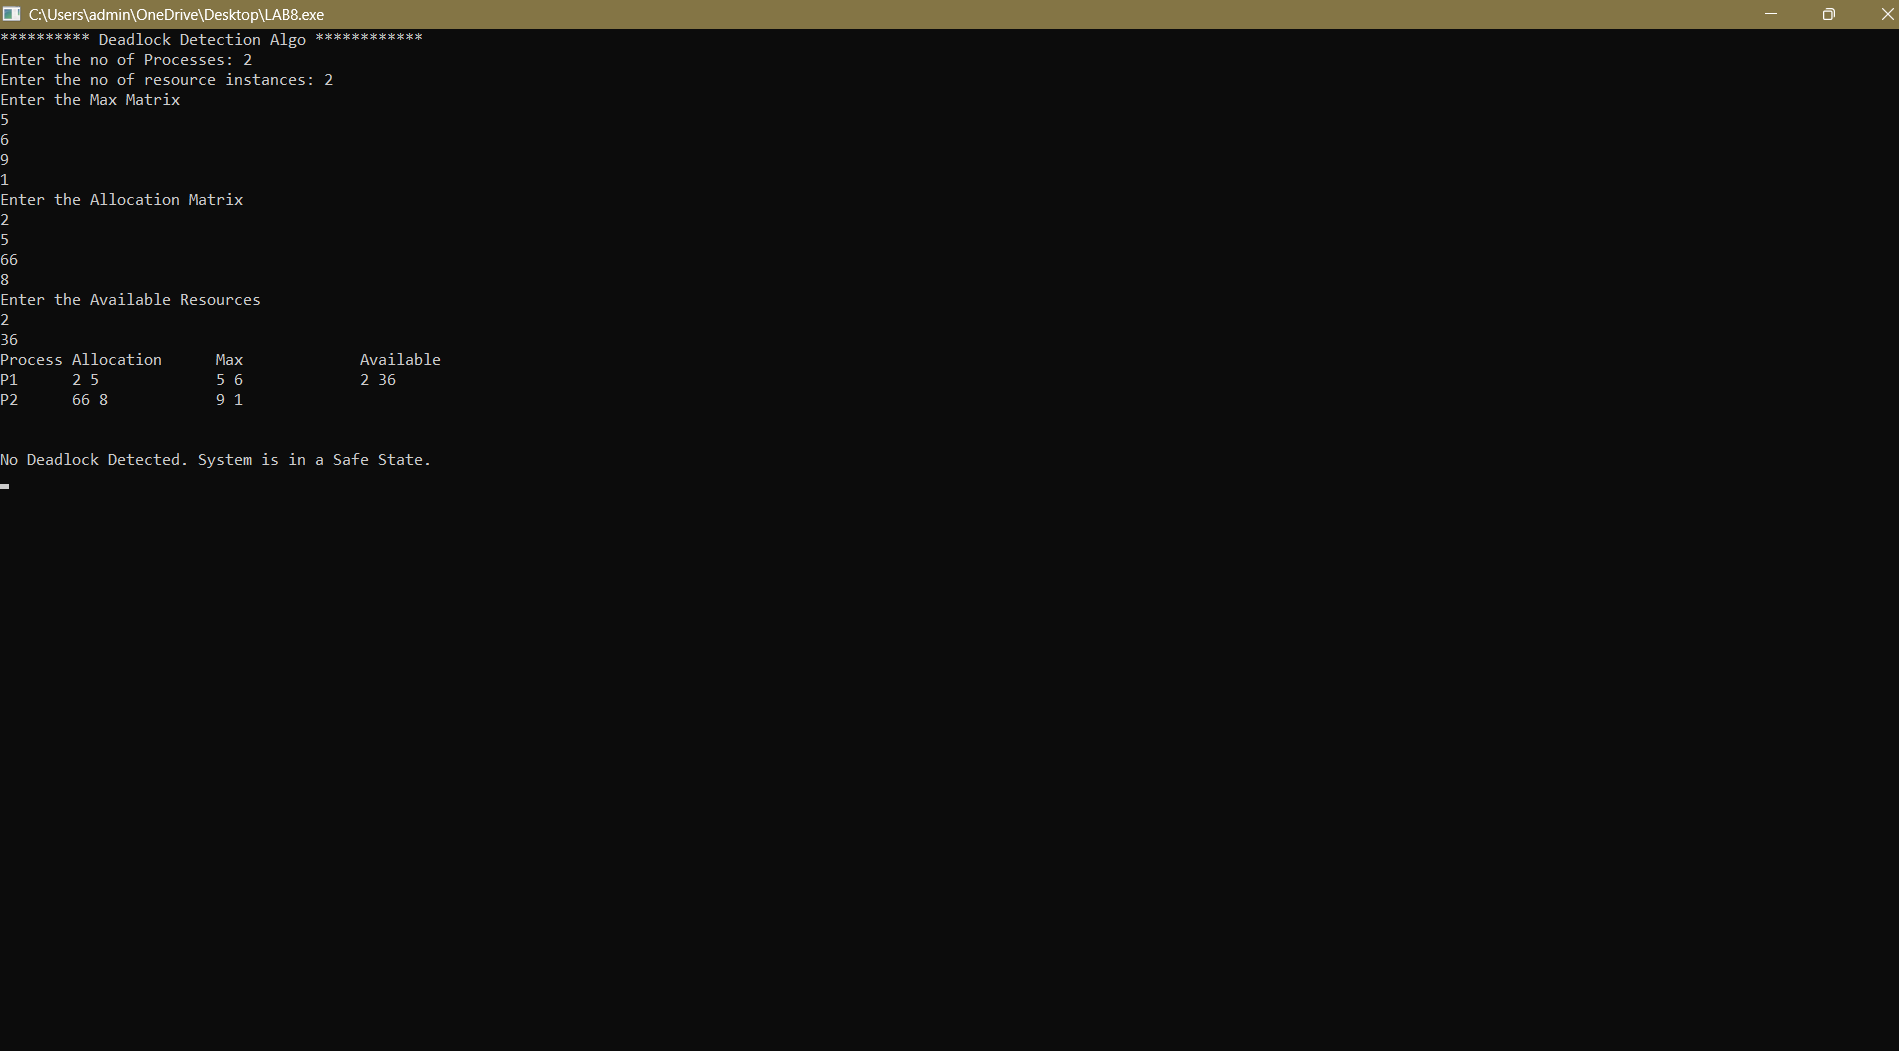 C:\Users\admin\OneDrive\Desktop\LAB8.exe
********** Deadlock Detection Algo ************
Enter the no of Processes: 2
Enter the no of resource instances: 2
Enter the Max Matrix
5
6
9
1
Enter the Allocation Matrix
2
5
66
8
Enter the Available Resources
2
36
Process Allocation      Max             Available
P1      2 5             5 6             2 36
P2      66 8            9 1
No Deadlock Detected. System is in a Safe State.